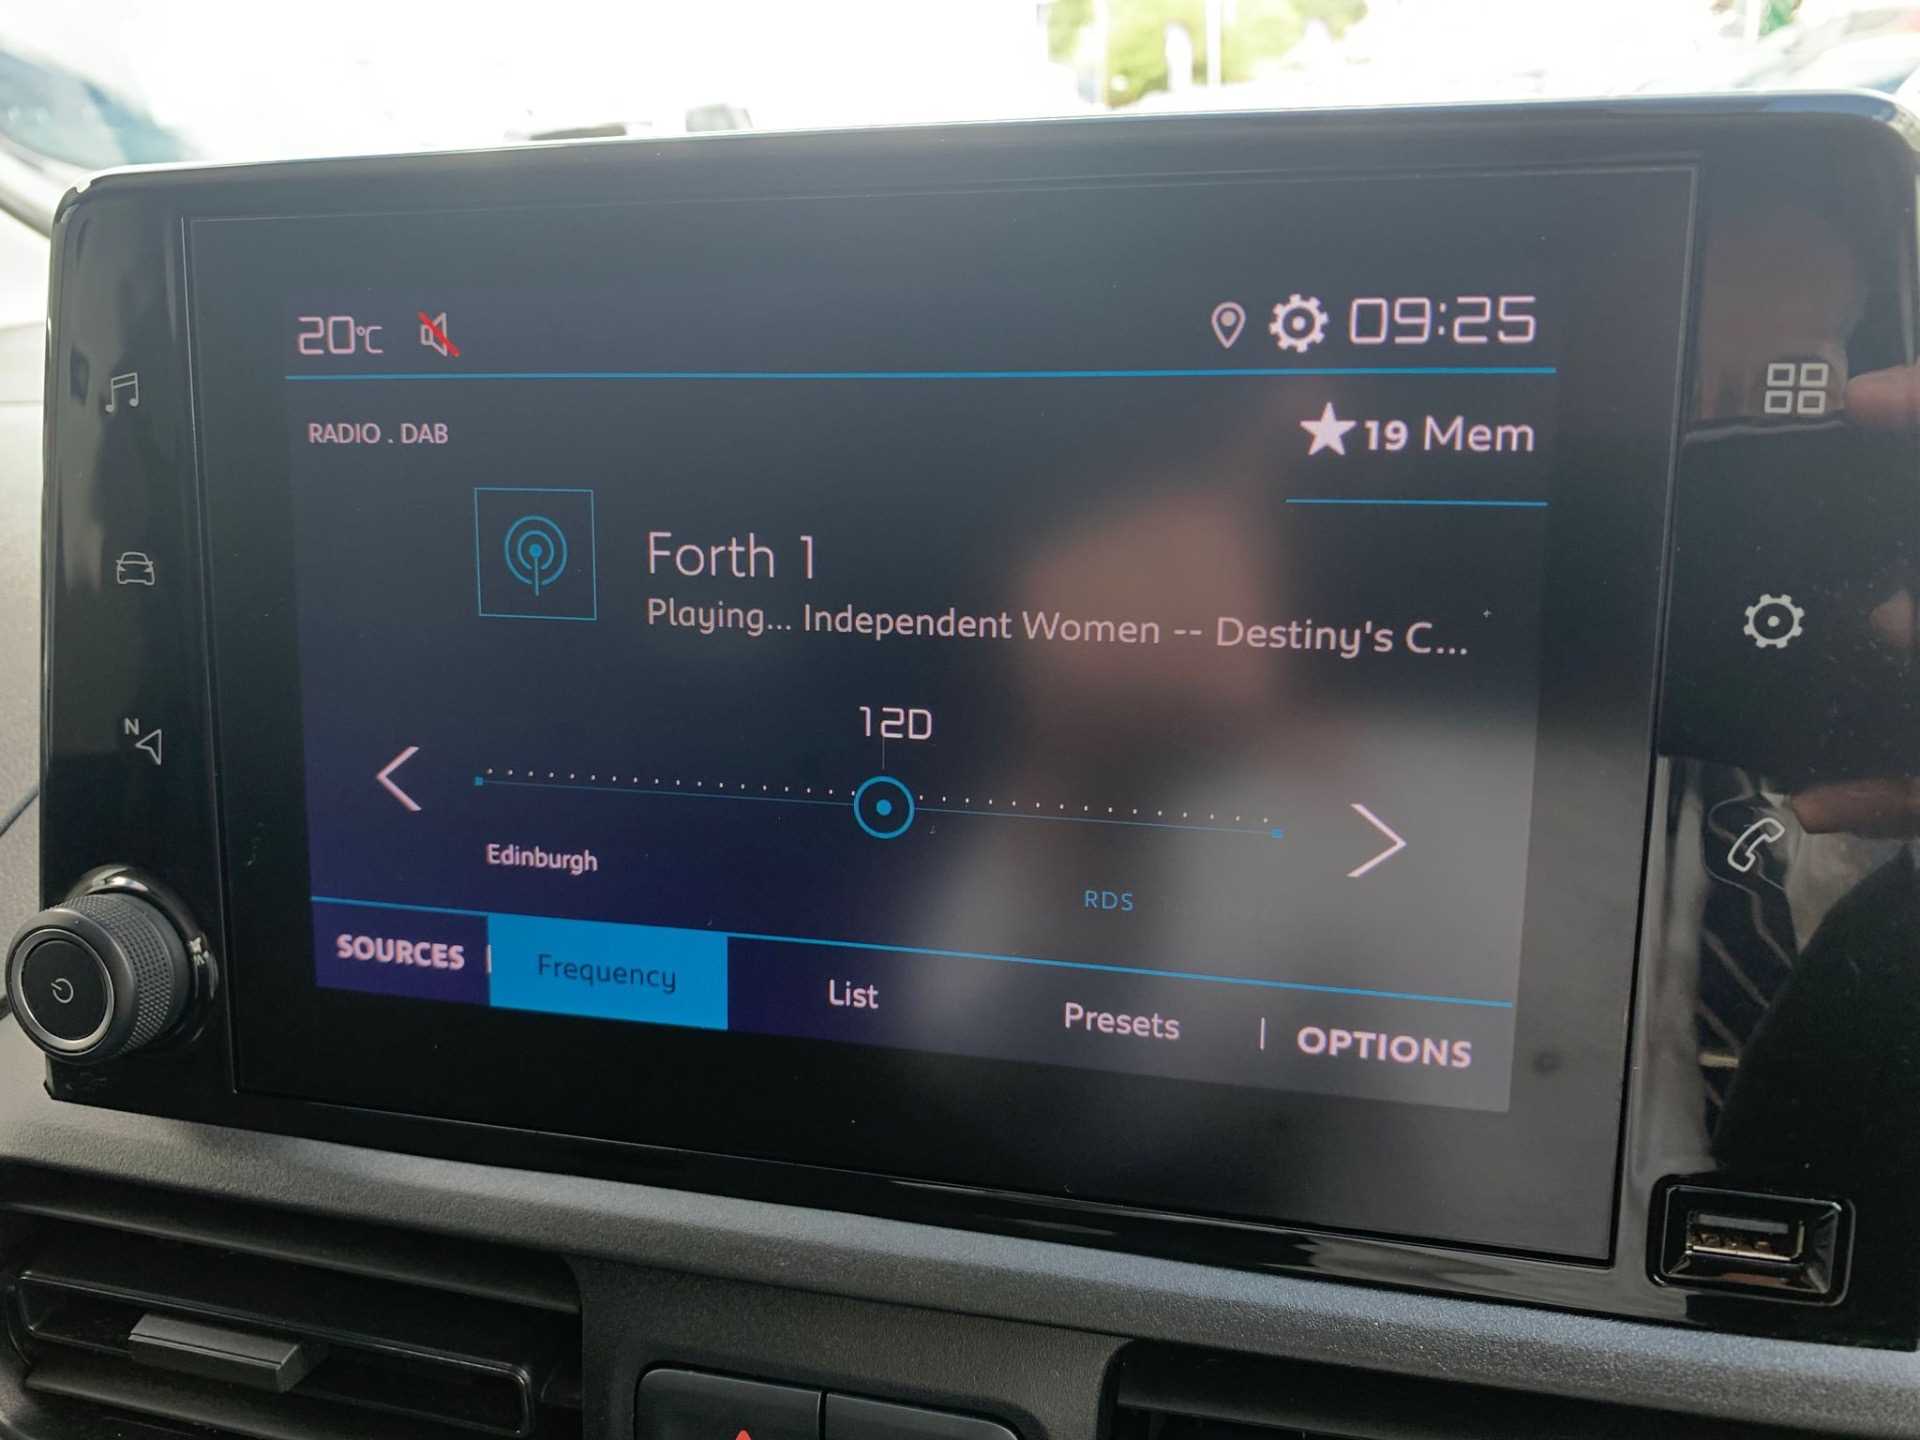 20°C 09:25
RADIO . DAB
19 Mem
Forth 1
Playing... Independent Women -- Destiny's C...
12D
N
Edinburgh
RDS
SOURCES | Frequency List Presets | OPTIONS